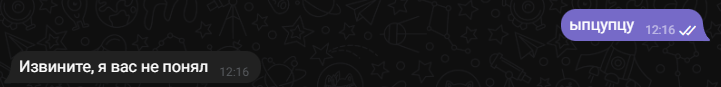 ыпцупцу 12:16
Извините, я вас не понял 12:16